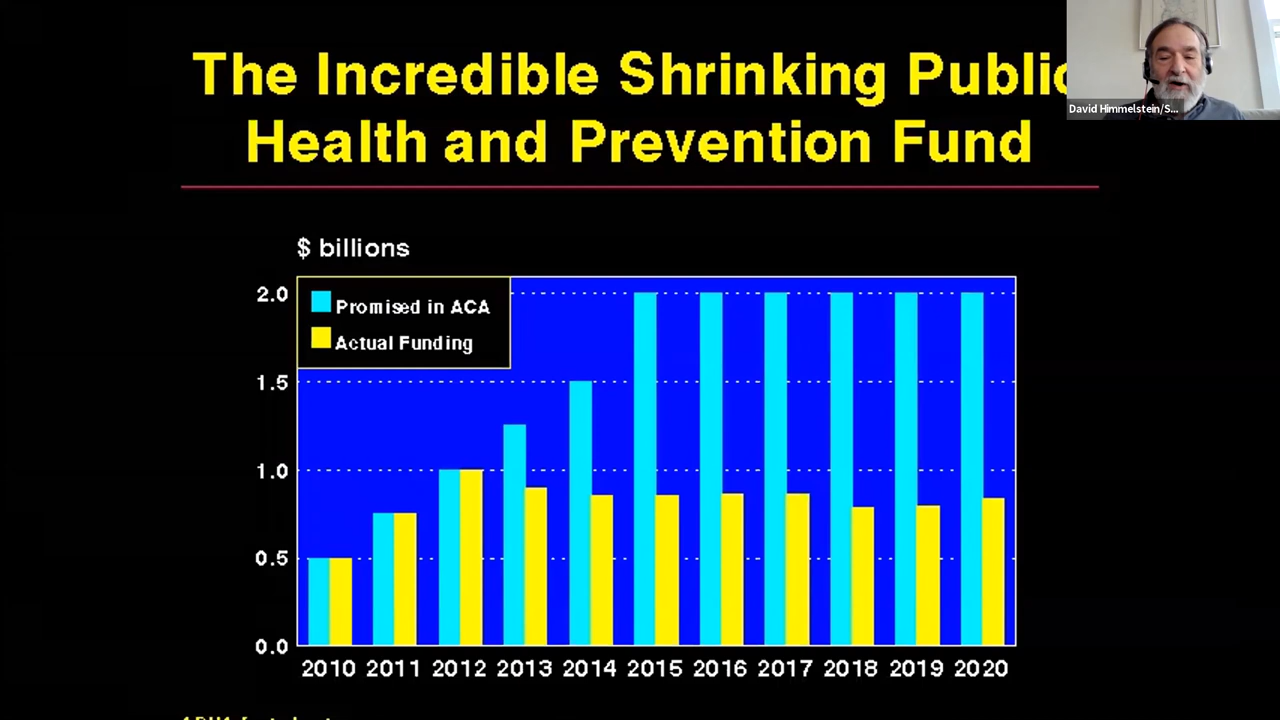 The Incredible Shrinking Public
Health and Prevention Fund
David Himmelstein/S...
$ billions
Promised in ACA
Actual Funding
2.0
1.5
1.0
0.5
0.0
2010 2011 2012 2013 2014 2015 2016 2017 2018 2019 2020